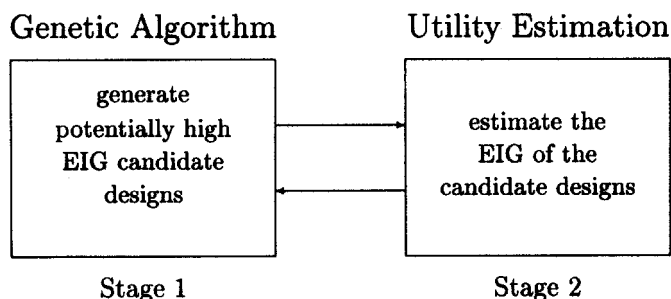 Genetic Algorithm
Utility Estimation
generate
potentially high
EIG candidate
designs
estimate the
EIG of the
candidate designs
Stage 1
Stage 2